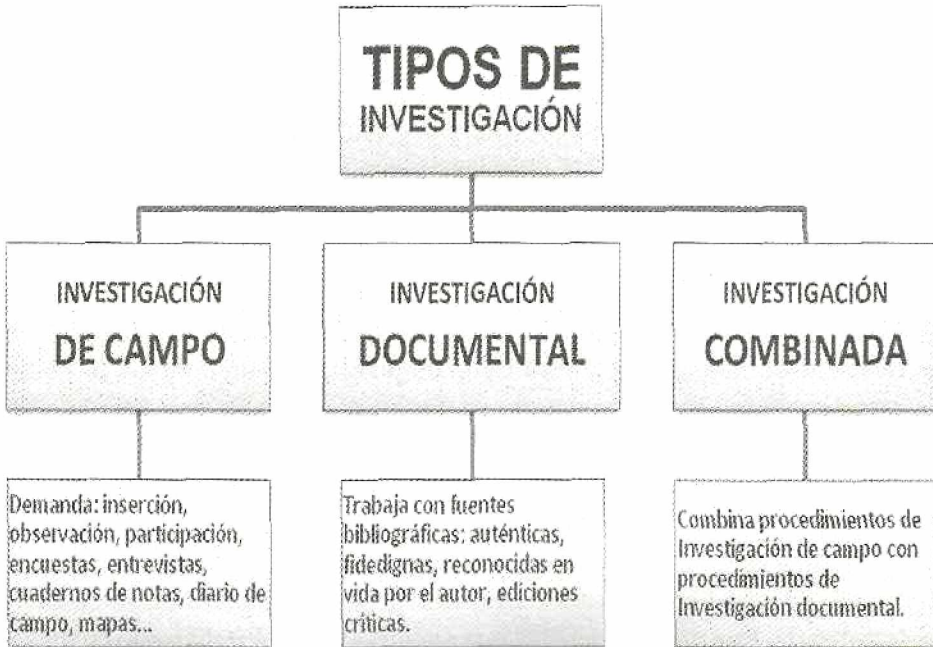 TIPOS DE
INVESTIGACIÓN
INVESTIGACIÓN
DE CAMPO
INVESTIGACIÓN
DOCUMENTAL
INVESTIGACIÓN
COMBINADA
Demanda: inserción,
observación, participación,
encuestas, entrevistas,
cuadernos de notas, diario de
campo, mapas...
Trabaja con fuentes
bibliográficas: auténticas,
fidedignas, reconocidas en
vida por el autor, ediciones
críticas.
Combina procedimientos de
Investigación de campo con
procedimientos de
Investigación documental.